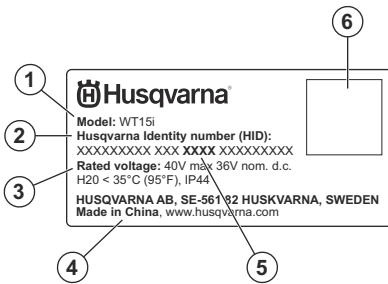 6
1
Husqvarna
2
Model: WT15i
Husqvarna Identity number (HID):
XXXXXXXXX XXX XXXX XXXXXXXXX
3
Rated voltage: 40V max 36V nom. d.c.
H20 < 35°C (95°F), IP44
HUSQVARNA AB, SE-561 82 HUSKVARNA, SWEDEN
Made in China, www.husqvarna.com
4
5